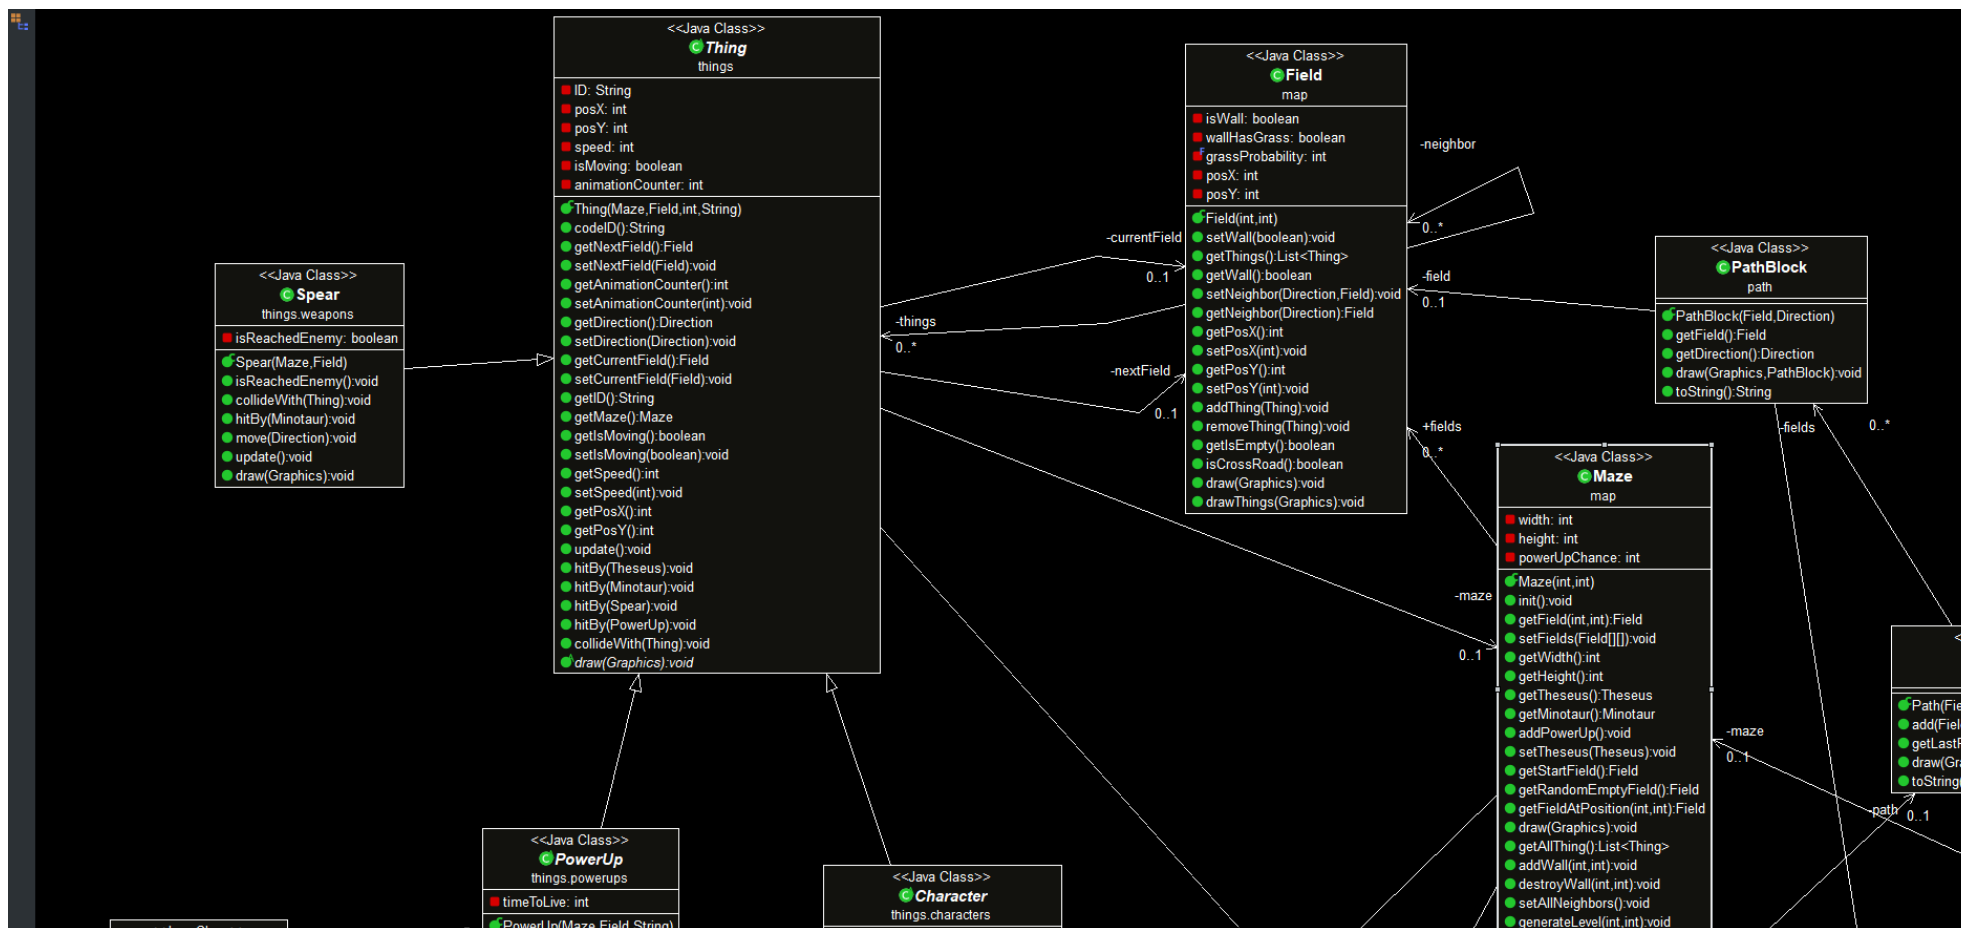 <<Java Class>>
Thing
things
ID: String
posX: int
posY: int
speed: int
isMoving: boolean
animationCounter: int
Thing(Maze,Field,int,String)
codeID():String
getNextField():Field
setNextField(Field):void
getAnimationCounter():int
setAnimationCounter(int):void
getDirection():Direction
setDirection(Direction):void
getCurrentField():Field
setCurrentField(Field):void
getID():String
getMaze():Maze
getIsMoving():boolean
setIsMoving(boolean):void
getSpeed():int
setSpeed(int):void
getPosX():int
getPosY():int
update():void
hitBy(Theseus):void
hitBy(Minotaur):void
hitBy(Spear):void
hitBy(PowerUp):void
collideWith(Thing):void
draw(Graphics):void
<<Java Class>>
Spear
things.weapons
isReachedEnemy: boolean
Spear(Maze,Field)
isReachedEnemy():void
collideWith(Thing):void
hitBy(Minotaur):void
move(Direction):void
update():void
draw(Graphics):void
<<Java Class>>
Field
map
isWall: boolean
wallHasGrass: boolean
grassProbability: int
posX: int
posY: int
Field(int,int)
setWall(boolean):void
getThings():List<Thing>
getWall():boolean
setNeighbor(Direction,Field):void
getNeighbor(Direction):Field
getPosX():int
setPosX(int):void
getPosY():int
setPosY(int):void
addThing(Thing):void
removeThing(Thing):void
getIsEmpty():boolean
isCrossRoad():boolean
draw(Graphics):void
drawThings(Graphics):void
-neighbor
0..*
-currentField
0..1
-things
0..*
-nextField
0..1
-field
0..1
+fields
0..*
<<Java Class>>
PathBlock
path
PathBlock(Field,Direction)
getField():Field
getDirection():Direction
draw(Graphics,PathBlock):void
toString():String
-fields
0..*
<<Java Class>>
Maze
map
width: int
height: int
powerUpChance: int
Maze(int,int)
init():void
getField(int,int):Field
setFields(Field[][]):void
getWidth():int
getHeight():int
getTheseus():Theseus
getMinotaur():Minotaur
addPowerUp():void
setTheseus(Theseus):void
getStartField():Field
getRandomEmptyField():Field
getFieldAtPosition(int,int):Field
draw(Graphics):void
getAllThing():List<Thing>
addWall(int,int):void
destroyWall(int,int):void
setAllNeighbors():void
generateLevel(int,int):void
-maze
0..1
-maze
0..1
-path
0..1
<
Path(Fie
add(Fiel
getLastF
draw(Gra
toString(
<<Java Class>>
PowerUp
things.powerups
timeToLive: int
PowerUp(Maze,Field,String)
<<Java Class>>
Character
things.characters
<<Java Class>>